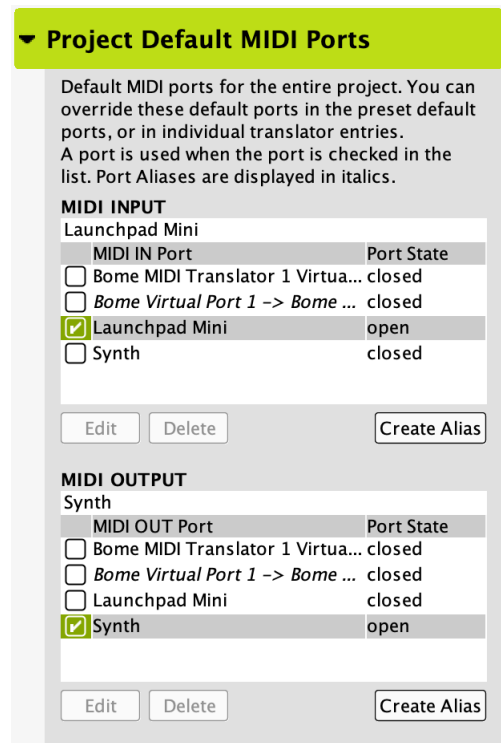 Project Default MIDI Ports
Default MIDI ports for the entire project. You can
override these default ports in the preset default
ports, or in individual translator entries.
A port is used when the port is checked in the
list. Port Aliases are displayed in italics.
MIDI INPUT
Launchpad Mini
MIDI IN Port Port State
Bome MIDI Translator 1 Virtua... closed
Bome Virtual Port 1 -> Bome ... closed
Launchpad Mini open
Synth closed
Edit Delete Create Alias
MIDI OUTPUT
Synth
MIDI OUT Port Port State
Bome MIDI Translator 1 Virtua... closed
Bome Virtual Port 1 -> Bome ... closed
Launchpad Mini closed
Synth open
Edit Delete Create Alias